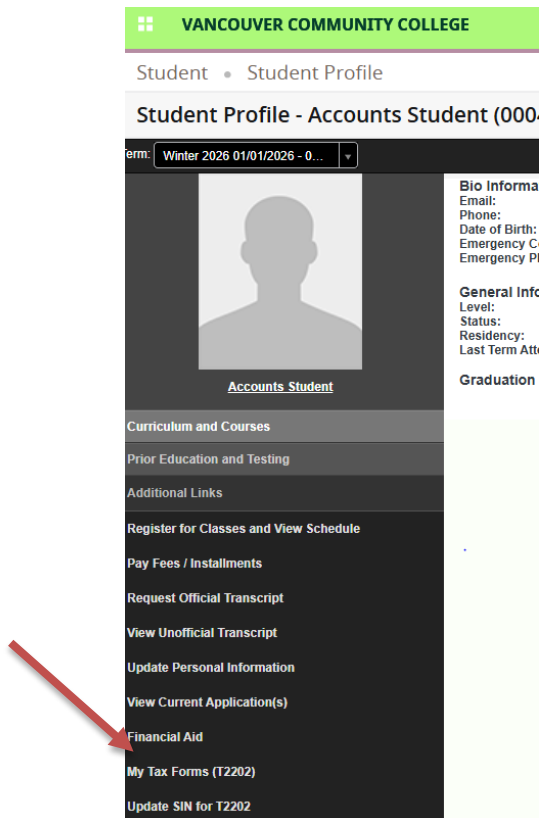 VANCOUVER COMMUNITY COLLEGE
Student • Student Profile
Student Profile - Accounts Student (000
Term: Winter 2026 01/01/2026 - 0...
Bio Informa
Email:
Phone:
Date of Birth:
Emergency C
Emergency P
General Info
Level:
Status:
Residency:
Last Term Att
Graduation
Accounts Student
Curriculum and Courses
Prior Education and Testing
Additional Links
Register for Classes and View Schedule
Pay Fees / Installments
Request Official Transcript
View Unofficial Transcript
Update Personal Information
View Current Application(s)
Financial Aid
My Tax Forms (T2202)
Update SIN for T2202